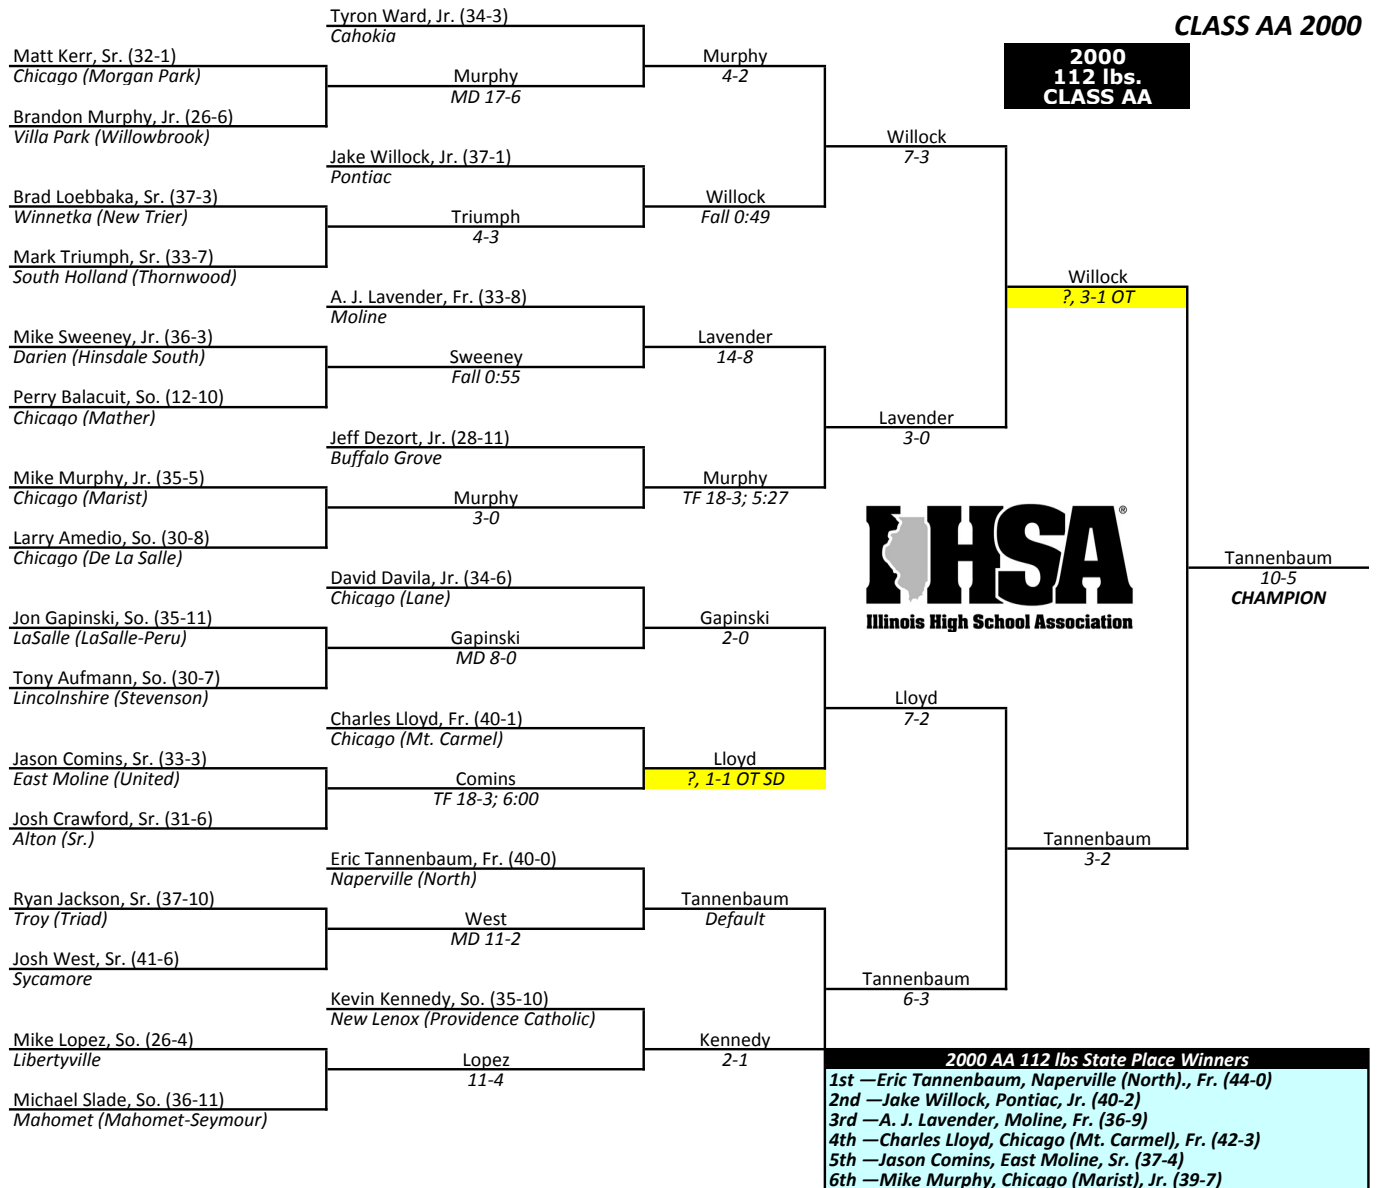 CLASS AA 2000
2000
112 lbs.
CLASS AA
Matt Kerr, Sr. (32-1)
Chicago (Morgan Park)
Brandon Murphy, Jr. (26-6)
Villa Park (Willowbrook)
Brad Loebbaka, Sr. (37-3)
Winnetka (New Trier)
Mark Triumph, Sr. (33-7)
South Holland (Thornwood)
Mike Sweeney, Jr. (36-3)
Darien (Hinsdale South)
Perry Balacuit, So. (12-10)
Chicago (Mather)
Mike Murphy, Jr. (35-5)
Chicago (Marist)
Larry Amedio, So. (30-8)
Chicago (De La Salle)
Jon Gapinski, So. (35-11)
LaSalle (LaSalle-Peru)
Tony Aufmann, So. (30-7)
Lincolnshire (Stevenson)
Jason Comins, Sr. (33-3)
East Moline (United)
Josh Crawford, Sr. (31-6)
Alton (Sr.)
Ryan Jackson, Sr. (37-10)
Troy (Triad)
Josh West, Sr. (41-6)
Sycamore
Mike Lopez, So. (26-4)
Libertyville
Michael Slade, So. (36-11)
Mahomet (Mahomet-Seymour)
Tyron Ward, Jr. (34-3)
Cahokia
Murphy
MD 17-6
Jake Willock, Jr. (37-1)
Pontiac
Triumph
4-3
A. J. Lavender, Fr. (33-8)
Moline
Sweeney
Fall 0:55
Jeff Dezort, Jr. (28-11)
Buffalo Grove
Murphy
3-0
David Davila, Jr. (34-6)
Chicago (Lane)
Gapinski
MD 8-0
Charles Lloyd, Fr. (40-1)
Chicago (Mt. Carmel)
Comins
TF 18-3; 6:00
Eric Tannenbaum, Fr. (40-0)
Naperville (North)
West
MD 11-2
Kevin Kennedy, So. (35-10)
New Lenox (Providence Catholic)
Lopez
11-4
Murphy
4-2
Willock
Fall 0:49
Lavender
14-8
Murphy
TF 18-3; 5:27
Gapinski
2-0
Lloyd
?, 1-1 OT SD
Tannenbaum
Default
Kennedy
2-1
Willock
7-3
Lavender
3-0
Lloyd
7-2
Tannenbaum
6-3
Willock
?, 3-1 OT
Tannenbaum
3-2
IHSA®
Illinois High School Association
Tannenbaum
10-5
CHAMPION
2000 AA 112 lbs State Place Winners
1st —Eric Tannenbaum, Naperville (North)., Fr. (44-0)
2nd —Jake Willock, Pontiac, Jr. (40-2)
3rd —A. J. Lavender, Moline, Fr. (36-9)
4th —Charles Lloyd, Chicago (Mt. Carmel), Fr. (42-3)
5th —Jason Comins, East Moline, Sr. (37-4)
6th —Mike Murphy, Chicago (Marist), Jr. (39-7)